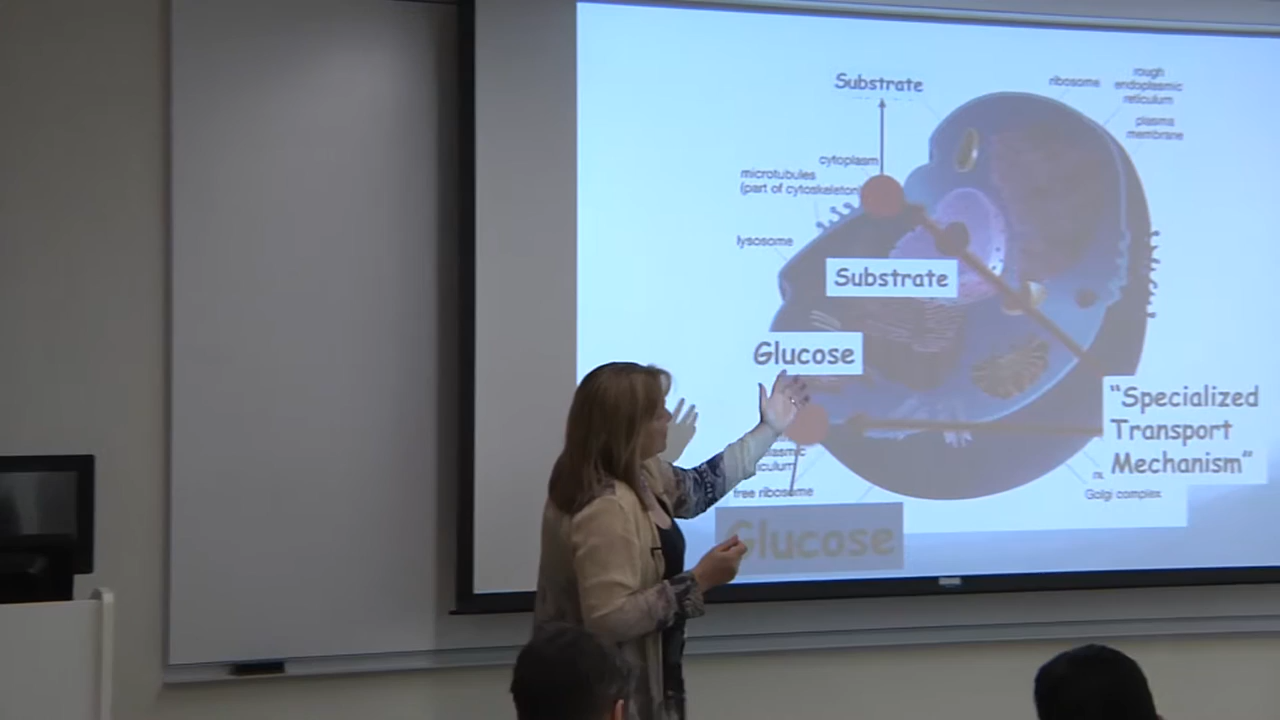 Substrate
ribosome
rough
endoplasmic
reticulum
plasma
membrane
cytoplasm
microtubules
(part of cytoskeleton)
lysosome
Substrate
Glucose
"Specialized
Transport
Mechanism"
free ribosome
Golgi complex
Glucose